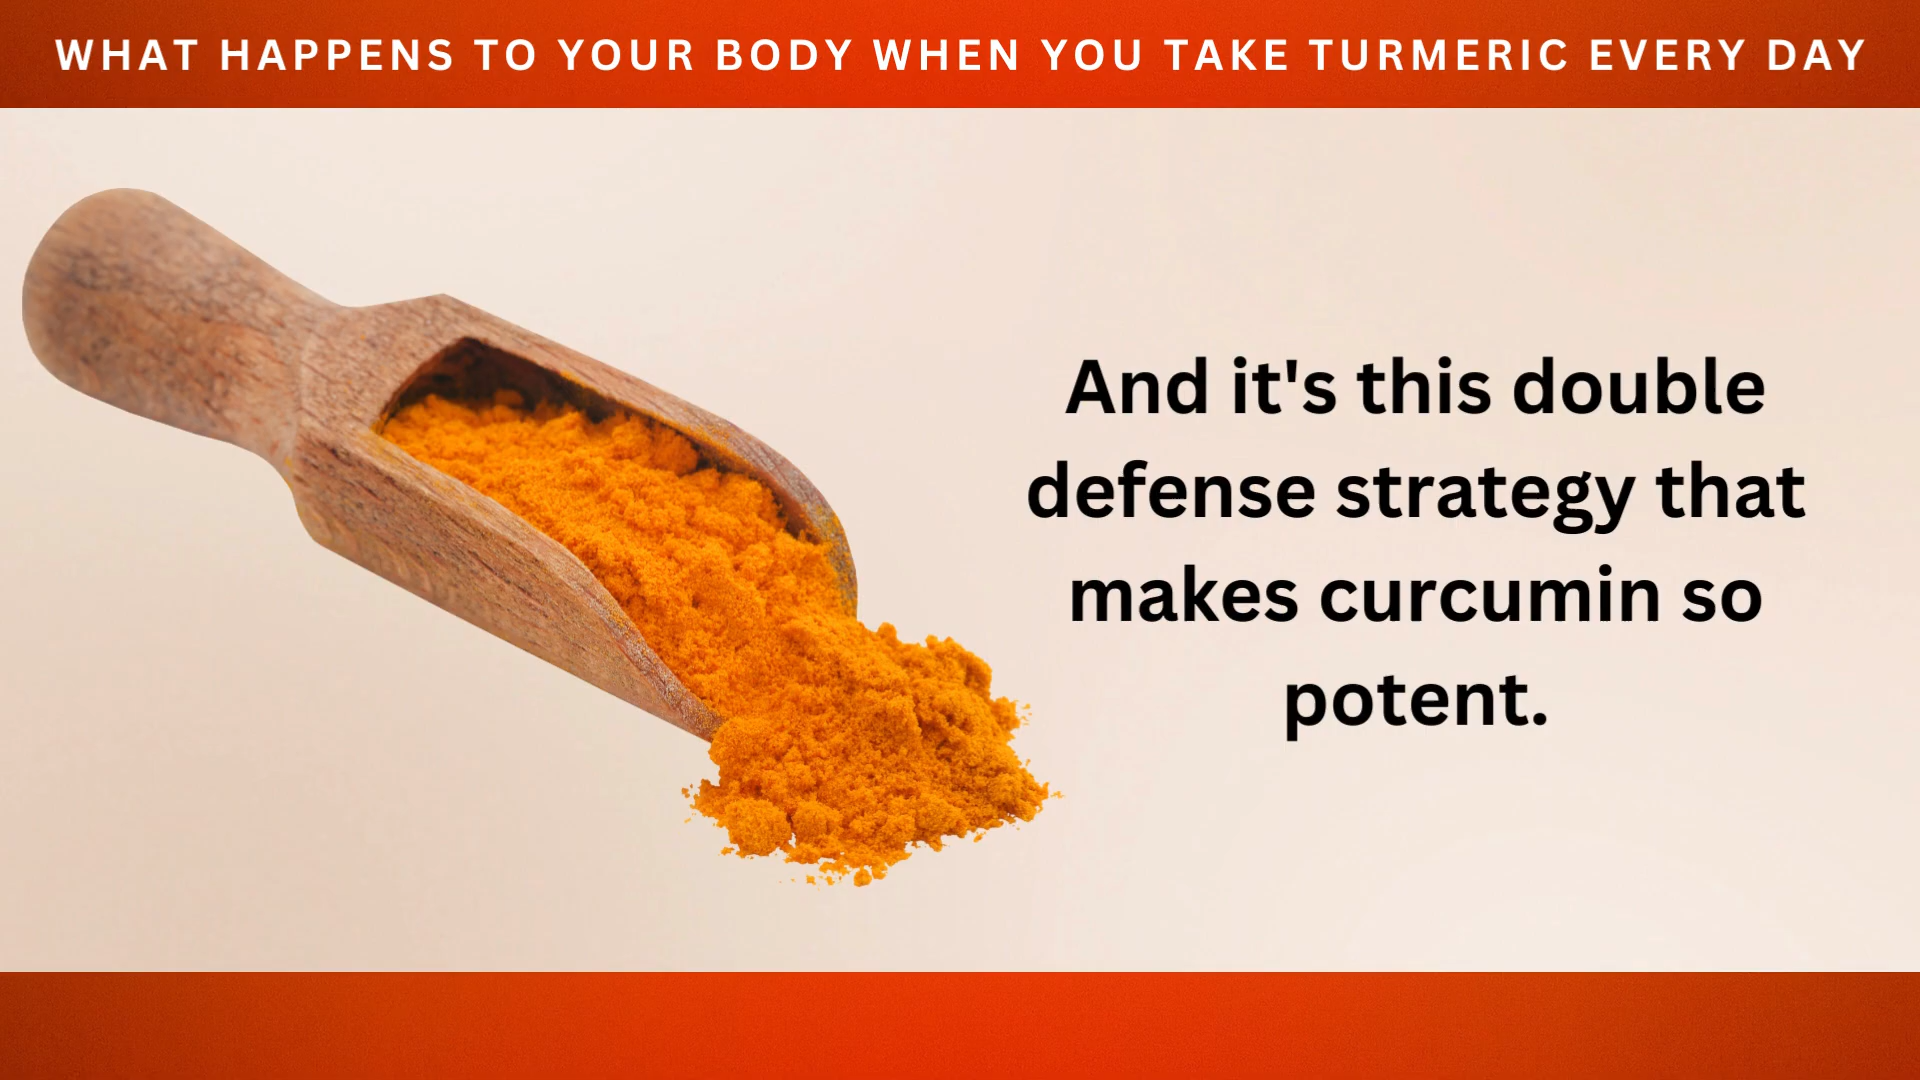 WHAT HAPPENS TO YOUR BODY WHEN YOU TAKE TURMERIC EVERY DAY
And it's this double
defense strategy that
makes curcumin so
potent.